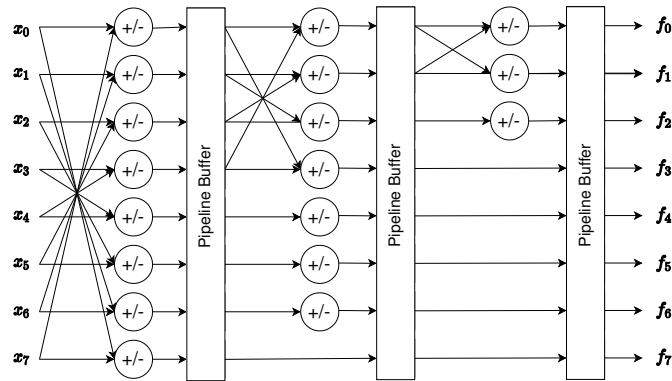 x₀ +/- +/- +/- f₀
x₁ +/- +/- +/- f₁
x₂ +/- +/- +/- f₂
x₃ +/- +/- f₃
x₄ +/- +/- f₄
x₅ +/- +/- f₅
x₆ +/- +/- f₆
x₇ +/- f₇
Pipeline Buffer
Pipeline Buffer
Pipeline Buffer